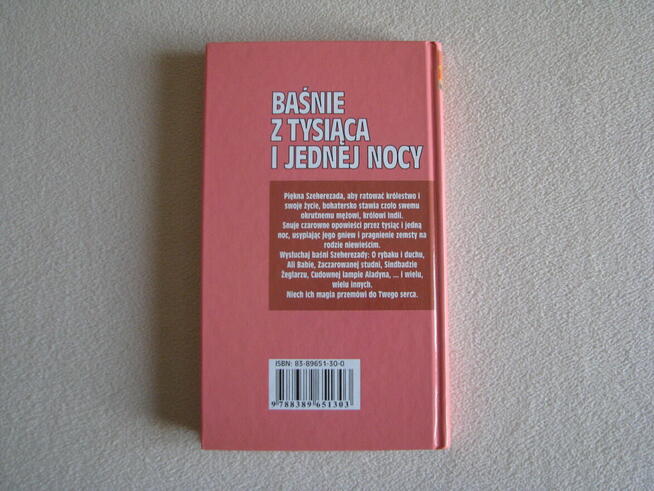 BAŚNIE
Z TYSIĄCA
I JEDNEJ NOCY
Piękna Szeherezada, aby ratować królestwo i
swoje życie, bohatersko stawia czoło swemu
okrutnemu mężowi, królowi Indii.
Snuje czarowne opowieści przez tysiąc i jedną
noc, usypiając jego gniew i pragnienie zemsty na
rodzie niewieścim.
Wysłuchaj baśni Szeherezady: O rybaku i duchu,
Ali Babie, Zaczarowanej studni, Sindbadzie
Żeglarzu, Cudownej lampie Aladyna, ... i wielu,
wielu innych.
Niech ich magia przemówi do Twego serca.
ISBN: 83-89651-30-0
9 788389 651303